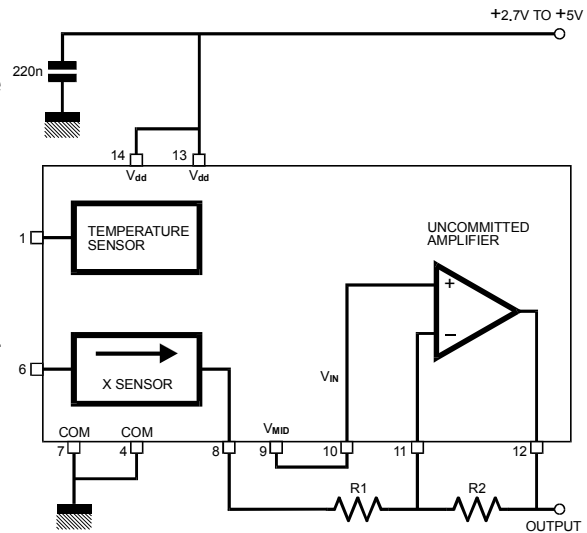 +2.7V TO +5V
220n
14
13
Vdd
Vdd
1
TEMPERATURE
SENSOR
UNCOMMITTED
AMPLIFIER
+
−
6
X SENSOR
VIN
COM
COM
VMID
7
4
8
9
10
11
12
R1
R2
OUTPUT